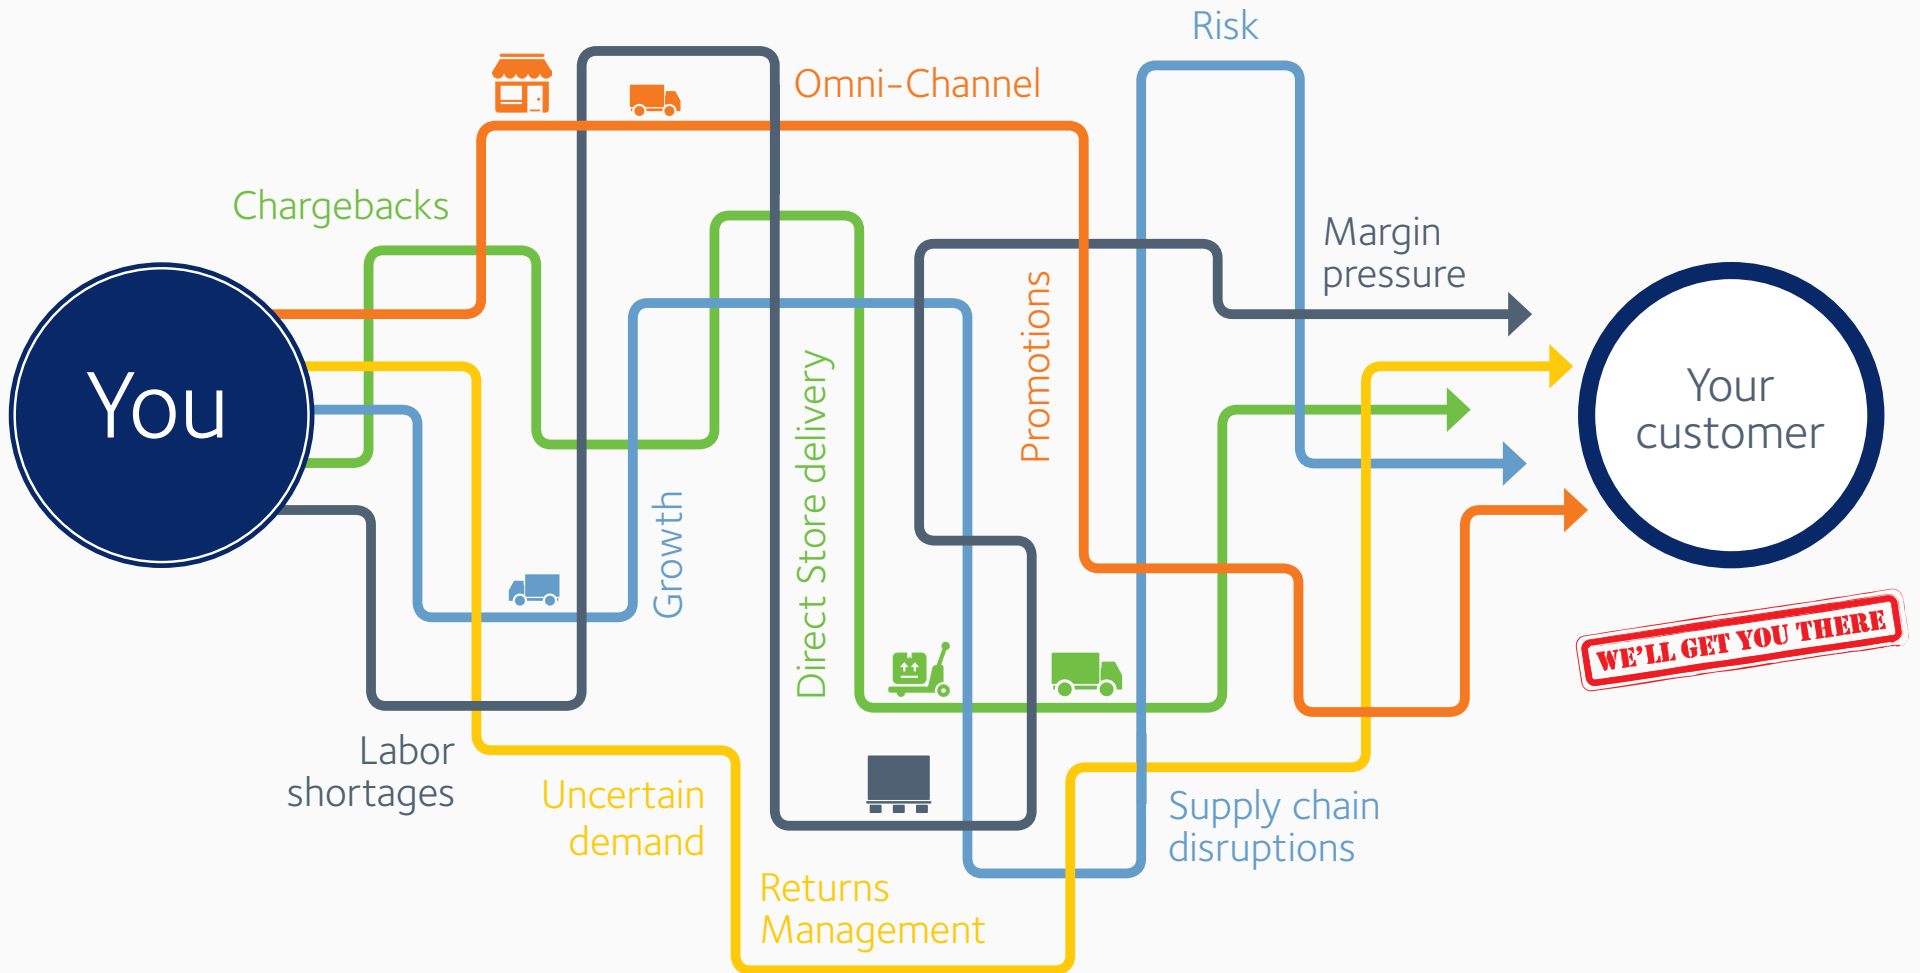 Risk
Omni-Channel
Chargebacks
Margin
pressure
You
Promotions
Direct Store delivery
Growth
Your
customer
WE'LL GET YOU THERE
Labor
shortages
Uncertain
demand
Supply chain
disruptions
Returns
Management